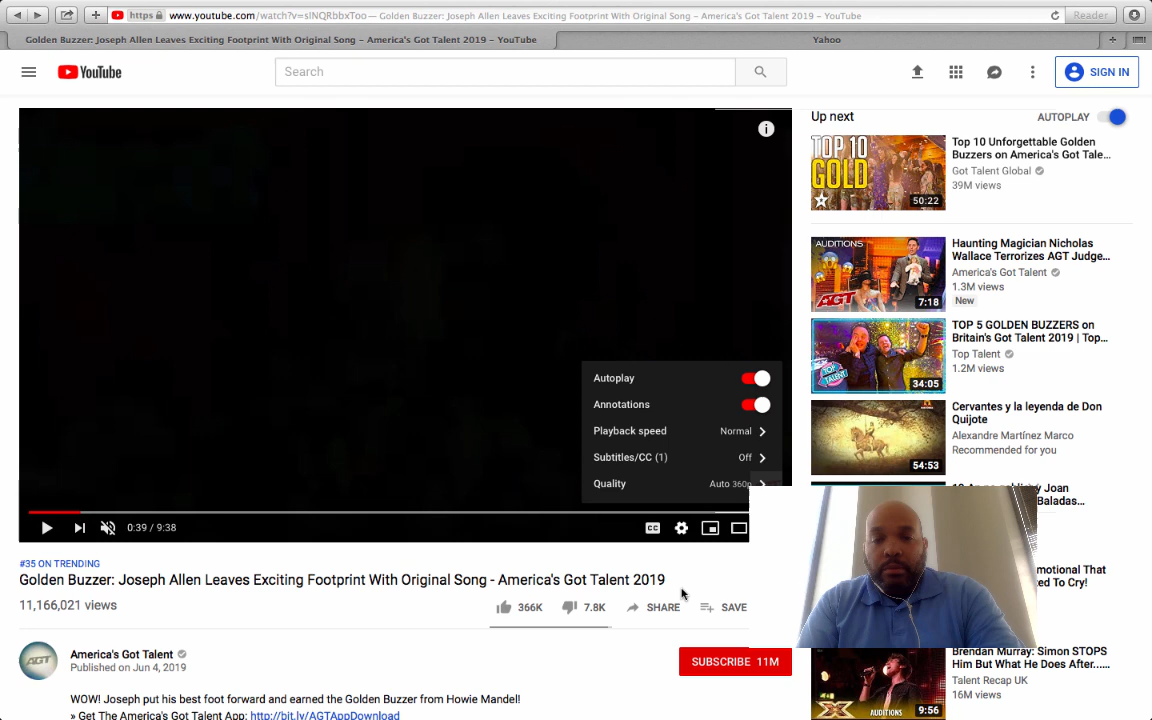 https www.youtube.com/watch?v=slNQRbbxToo — Golden Buzzer: Joseph Allen Leaves Exciting Footprint With Original Song – America's Got Talent 2019 – YouTube
Reader
Golden Buzzer: Joseph Allen Leaves Exciting Footprint With Original Song – America's Got Talent 2019 – YouTube
Yahoo
YouTube
Search
SIGN IN
Up next
AUTOPLAY
TOP 10
GOLD
50:22
Top 10 Unforgettable Golden
Buzzers on America's Got Tale...
Got Talent Global
39M views
AUDITIONS
AGT
7:18
Haunting Magician Nicholas
Wallace Terrorizes AGT Judge...
America's Got Talent
1.3M views
New
TOP
TALENT
34:05
TOP 5 GOLDEN BUZZERS on
Britain's Got Talent 2019 | Top...
Top Talent
1.2M views
54:53
Cervantes y la leyenda de Don
Quijote
Alexandre Martínez Marco
Recommended for you
Joan
Baladas...
motional That
ed To Cry!
AUDITIONS
9:56
Brendan Murray: Simon STOPS
Him But What He Does After.....
Talent Recap UK
16M views
Autoplay
Annotations
Playback speed Normal
Subtitles/CC (1) Off
Quality Auto 360p
0:39 / 9:38
CC
#35 ON TRENDING
Golden Buzzer: Joseph Allen Leaves Exciting Footprint With Original Song - America's Got Talent 2019
11,166,021 views
366K
7.8K
SHARE
SAVE
AGT
America's Got Talent
Published on Jun 4, 2019
SUBSCRIBE 11M
WOW! Joseph put his best foot forward and earned the Golden Buzzer from Howie Mandel!
» Get The America's Got Talent App: http://bit.ly/AGTAppDownload